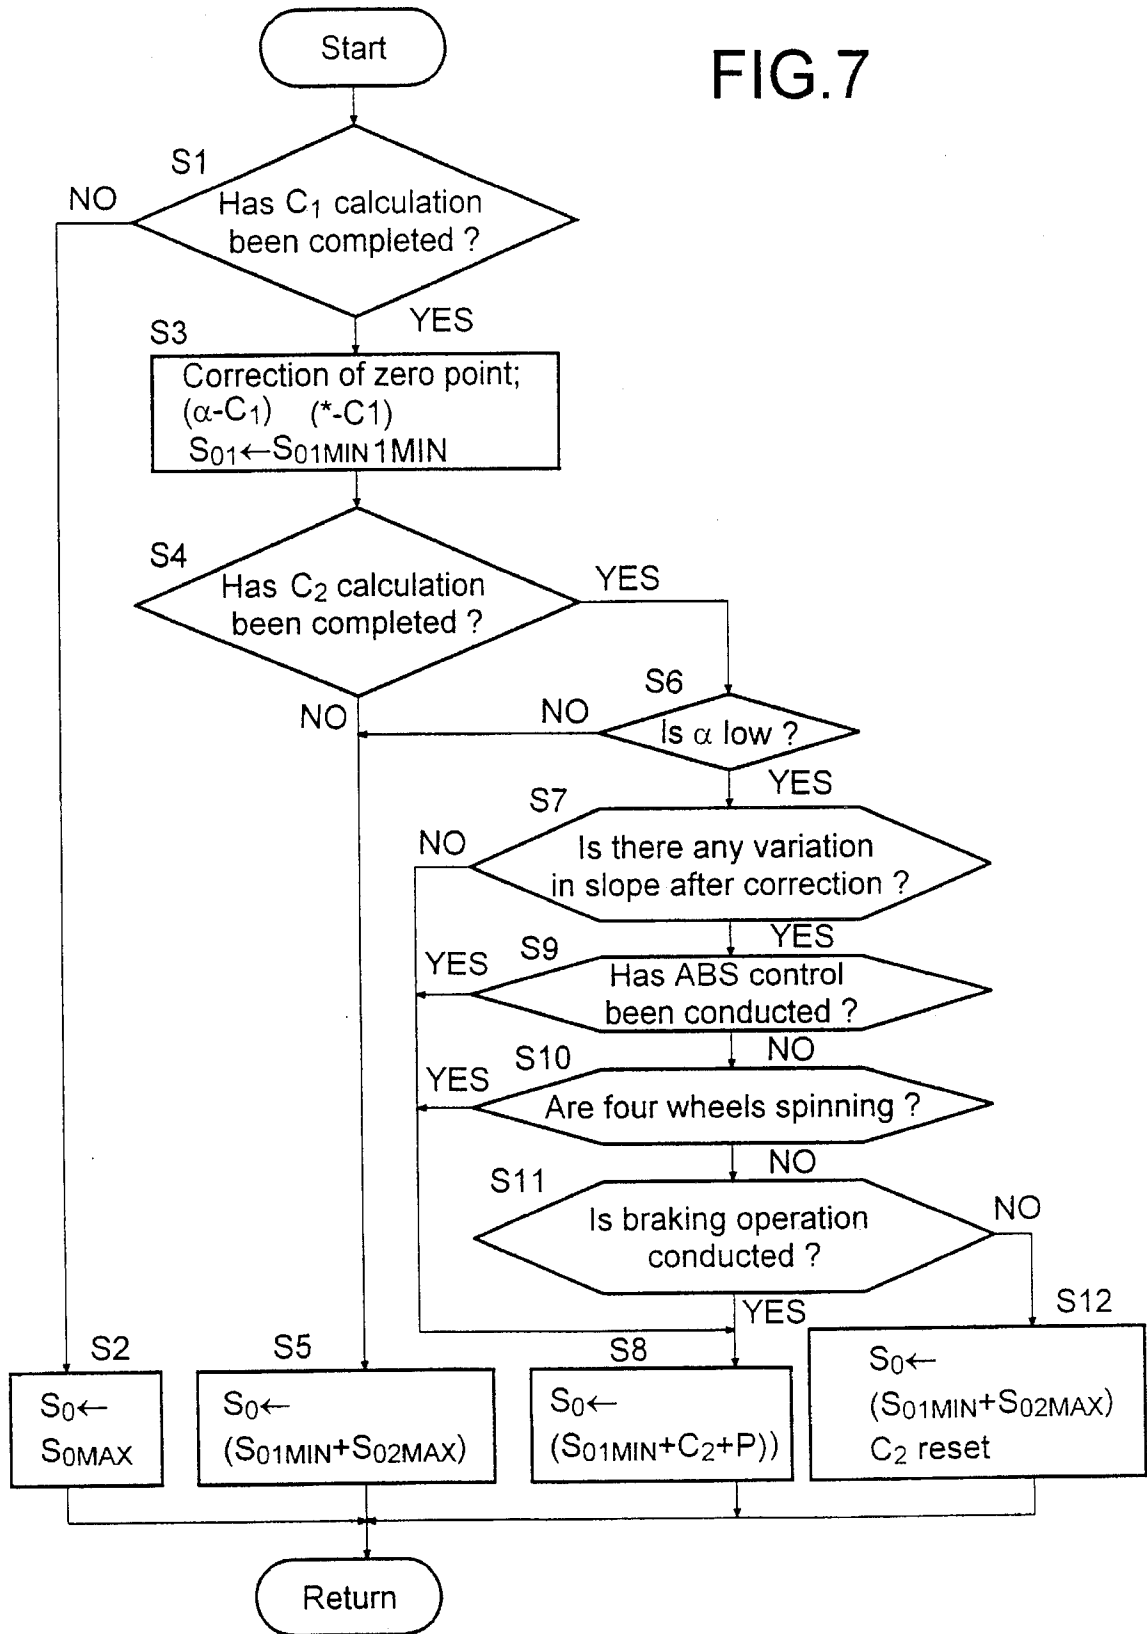 Start
FIG.7
S1
NO
Has C₁ calculation
been completed ?
YES
S3
Correction of zero point;
(α-C₁) (*-C1)
S₀₁←S₀₁MIN 1MIN
S4
Has C₂ calculation
been completed ?
YES
NO
S6
NO
Is α low ?
YES
S7
NO
Is there any variation
in slope after correction ?
YES
S9
YES
Has ABS control
been conducted ?
NO
S10
YES
Are four wheels spinning ?
NO
S11
Is braking operation
conducted ?
NO
YES
S2
S₀←
S₀MAX
S5
S₀←
(S₀₁MIN+S₀₂MAX)
S8
S₀←
(S₀₁MIN+C₂+P))
S12
S₀←
(S₀₁MIN+S₀₂MAX)
C₂ reset
Return